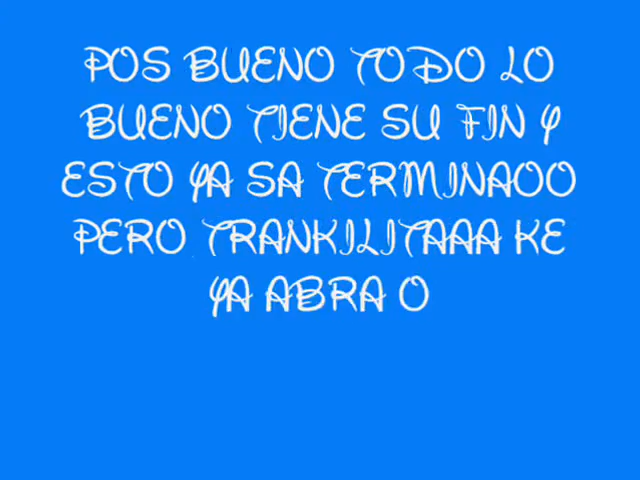 POS BUENO TODO LO
BUENO TIENE SU FIN Y
ESTO YA SA TERMINAOO
PERO TRANKILITAAA KE
YA ABRA O